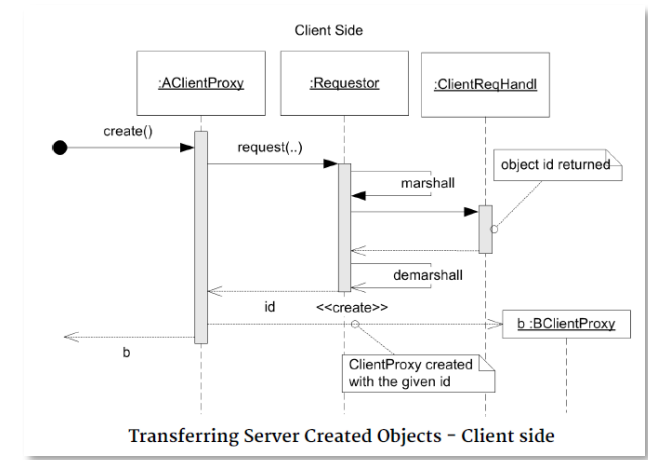 Client Side
:AClientProxy
:Requestor
:ClientReqHandl
create()
request(..)
marshall
object id returned
demarshall
id
<<create>>
b :BClientProxy
b
ClientProxy created
with the given id
Transferring Server Created Objects - Client side